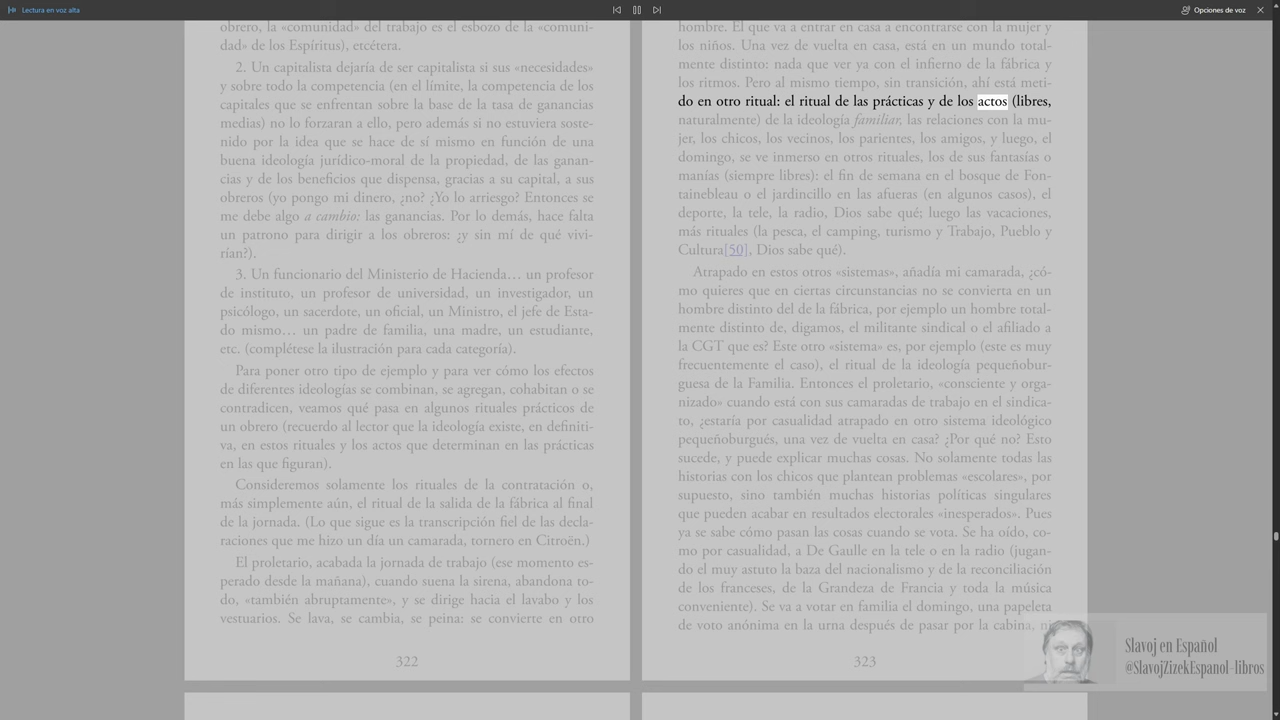 Lectura en voz alta
Opciones de voz
obrero, la «comunidad» del trabajo es el esbozo de la «comuni-
dad» de los Espíritus), etcétera.
2. Un capitalista dejaría de ser capitalista si sus «necesidades»
y sobre todo la competencia (en el límite, la competencia de los
capitales que se enfrentan sobre la base de la tasa de ganancias
medias) no lo forzaran a ello, pero además si no estuviera soste-
nido por la idea que se hace de sí mismo en función de una
buena ideología jurídico-moral de la propiedad, de las ganan-
cias y de los beneficios que dispensa, gracias a su capital, a sus
obreros (yo pongo mi dinero, ¿no? ¿Yo lo arriesgo? Entonces se
me debe algo a cambio: las ganancias. Por lo demás, hace falta
un patrono para dirigir a los obreros: ¿y sin mí de qué vivi-
rían?).
3. Un funcionario del Ministerio de Hacienda… un profesor
de instituto, un profesor de universidad, un investigador, un
psicólogo, un sacerdote, un oficial, un Ministro, el jefe de Esta-
do mismo… un padre de familia, una madre, un estudiante,
etc. (complétese la ilustración para cada categoría).
Para poner otro tipo de ejemplo y para ver cómo los efectos
de diferentes ideologías se combinan, se agregan, cohabitan o se
contradicen, veamos qué pasa en algunos rituales prácticos de
un obrero (recuerdo al lector que la ideología existe, en definiti-
va, en estos rituales y los actos que determinan en las prácticas
en las que figuran).
Consideremos solamente los rituales de la contratación o,
más simplemente aún, el ritual de la salida de la fábrica al final
de la jornada. (Lo que sigue es la transcripción fiel de las decla-
raciones que me hizo un día un camarada, tornero en Citroën.)
El proletario, acabada la jornada de trabajo (ese momento es-
perado desde la mañana), cuando suena la sirena, abandona to-
do, «también abruptamente», y se dirige hacia el lavabo y los
vestuarios. Se lava, se cambia, se peina: se convierte en otro
322
hombre. El que va a entrar en casa a encontrarse con la mujer y
los niños. Una vez de vuelta en casa, está en un mundo total-
mente distinto: nada que ver ya con el infierno de la fábrica y
los ritmos. Pero al mismo tiempo, sin transición, ahí está meti-
do en otro ritual: el ritual de las prácticas y de los actos (libres,
naturalmente) de la ideología familiar, las relaciones con la mu-
jer, los chicos, los vecinos, los parientes, los amigos, y luego, el
domingo, se ve inmerso en otros rituales, los de sus fantasías o
manías (siempre libres): el fin de semana en el bosque de Fon-
tainebleau o el jardincillo en las afueras (en algunos casos), el
deporte, la tele, la radio, Dios sabe qué; luego las vacaciones,
más rituales (la pesca, el camping, turismo y Trabajo, Pueblo y
Cultura[50], Dios sabe qué).
Atrapado en estos otros «sistemas», añadía mi camarada, ¿có-
mo quieres que en ciertas circunstancias no se convierta en un
hombre distinto del de la fábrica, por ejemplo un hombre total-
mente distinto de, digamos, el militante sindical o el afiliado a
la CGT que es? Este otro «sistema» es, por ejemplo (este es muy
frecuentemente el caso), el ritual de la ideología pequeñobur-
guesa de la Familia. Entonces el proletario, «consciente y orga-
nizado» cuando está con sus camaradas de trabajo en el sindica-
to, ¿estaría por casualidad atrapado en otro sistema ideológico
pequeñoburgués, una vez de vuelta en casa? ¿Por qué no? Esto
sucede, y puede explicar muchas cosas. No solamente todas las
historias con los chicos que plantean problemas «escolares», por
supuesto, sino también muchas historias políticas singulares
que pueden acabar en resultados electorales «inesperados». Pues
ya se sabe cómo pasan las cosas cuando se vota. Se ha oído, co-
mo por casualidad, a De Gaulle en la tele o en la radio (jugan-
do el muy astuto la baza del nacionalismo y de la reconciliación
de los franceses, de la Grandeza de Francia y toda la música
conveniente). Se va a votar en familia el domingo, una papeleta
de voto anónima en la urna después de pasar por la cabina, ni
323
Slavoj en Español
@SlavojZizekEspanol-libros